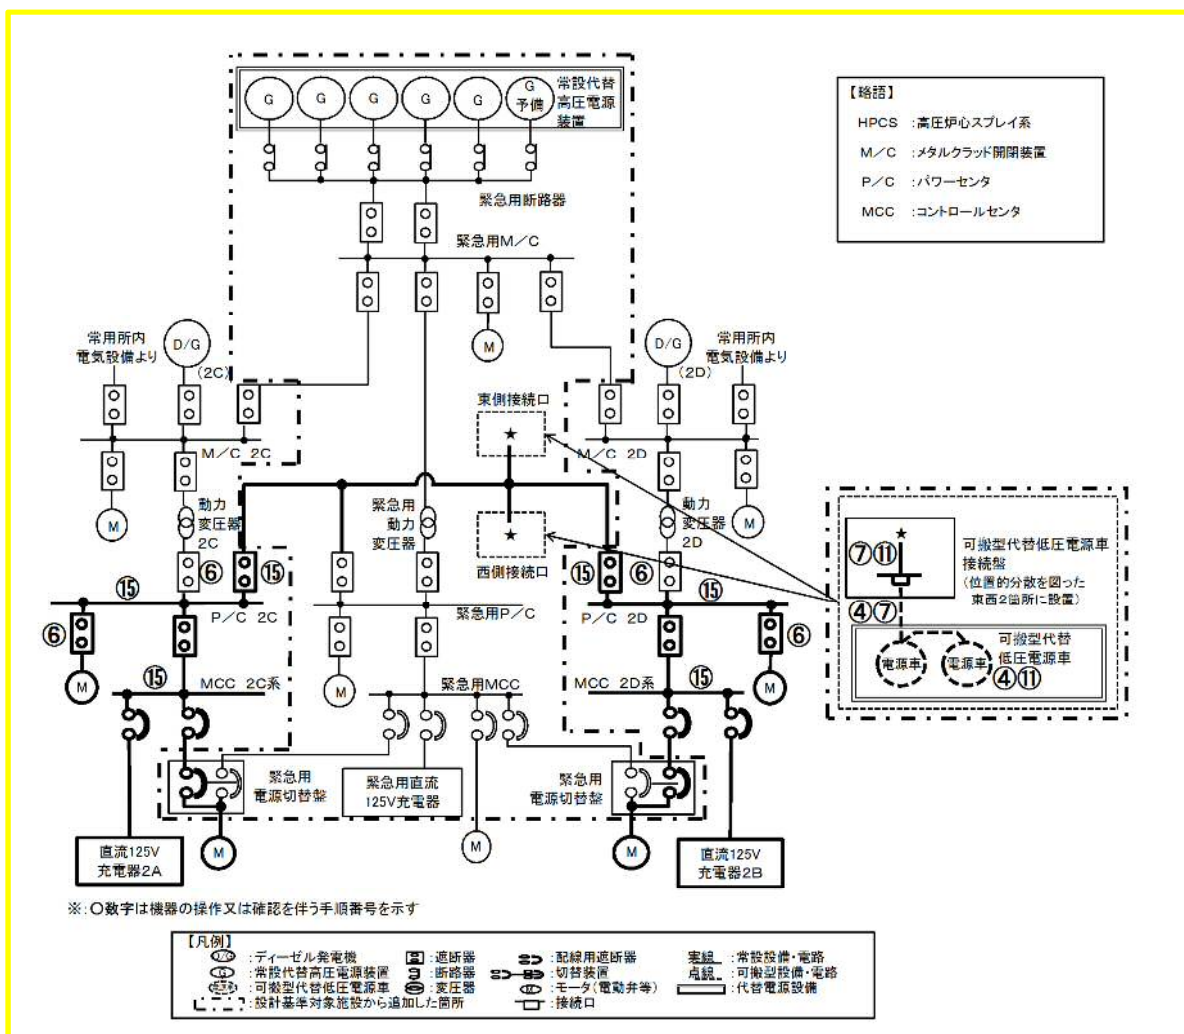 G
G
G
G
G
G
予備
常設代替
高圧電源
装置
【略語】
HPCS :高圧炉心スプレイ系
M/C :メタルクラッド開閉装置
P/C :パワーセンタ
MCC :コントロールセンタ
緊急用断路器
緊急用M/C
M
常用所内
電気設備より
D/G
(2C)
D/G
(2D)
常用所内
電気設備より
東側接続口
★
M/C 2C
M/C 2D
M
動力
変圧器
2C
緊急用
動力
変圧器
★
西側接続口
動力
変圧器
2D
M
⑥
⑮
⑮
⑥
⑮
P/C 2C
緊急用P/C
P/C 2D
⑮
⑥
⑥
M
M
M
⑮
MCC 2C系
緊急用MCC
MCC 2D系
⑮
★
⑦⑪
可搬型代替低圧電源車
接続盤
(位置的分散を図った
東西2箇所に設置)
④⑦
電源車
電源車
可搬型代替
低圧電源車
④⑪
緊急用
電源切替盤
緊急用直流
125V充電器
緊急用
電源切替盤
M
M
M
直流125V
充電器2A
直流125V
充電器2B
※:○数字は機器の操作又は確認を伴う手順番号を示す
【凡例】
D/G :ディーゼル発電機
:遮断器
:配線用遮断器
実線 :常設設備・電路
G :常設代替高圧電源装置
:断路器
:切替装置
点線 :可搬型設備・電路
:可搬型代替低圧電源車
:変圧器
M :モータ(電動弁等)
:代替電源設備
:設計基準対象施設から追加した箇所
:接続口